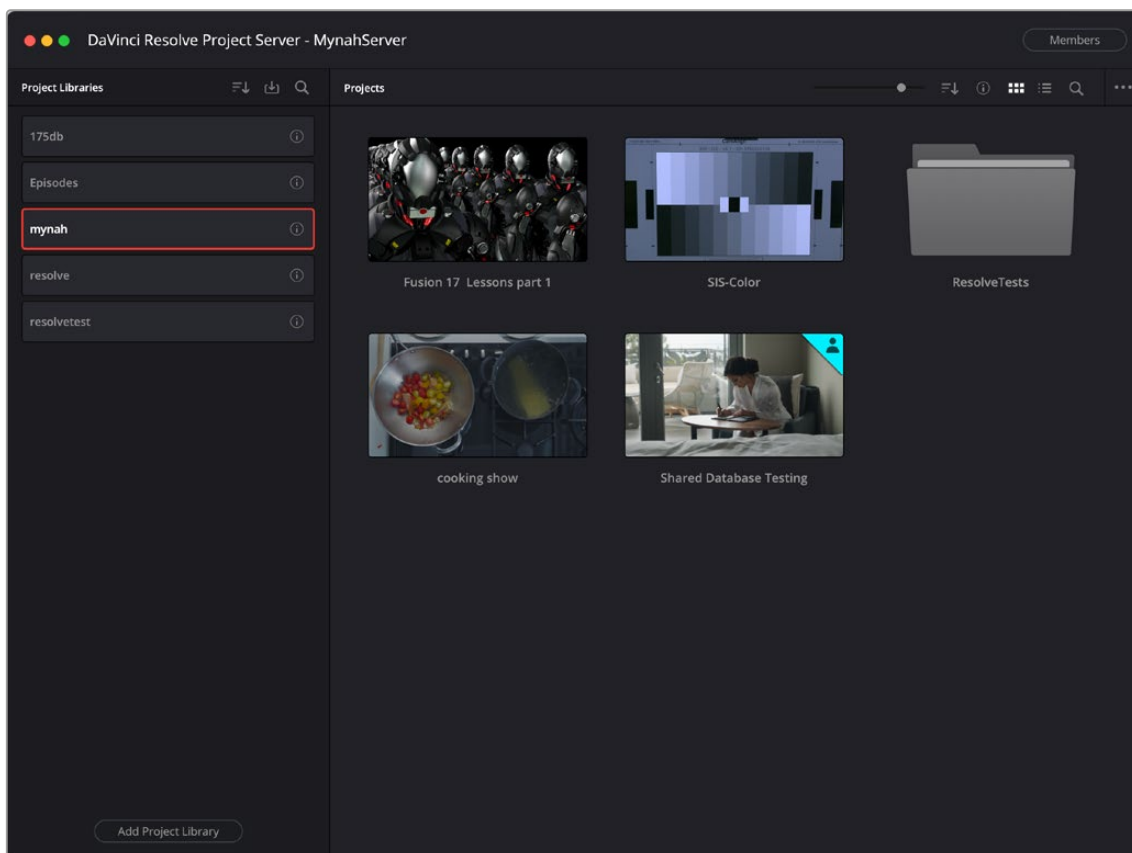 DaVinci Resolve Project Server - MynahServer
Members
Project Libraries
Projects
175db
Episodes
mynah
resolve
resolvetest
Fusion 17 Lessons part 1
SIS-Color
ResolveTests
cooking show
Shared Database Testing
Add Project Library